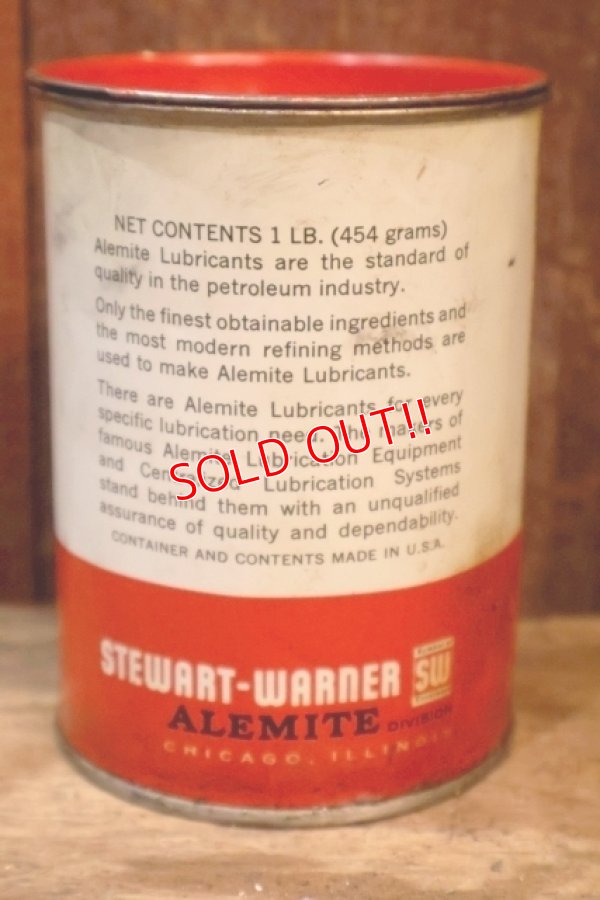 NET CONTENTS 1 LB. (454 grams)
Alemite Lubricants are the standard of
quality in the petroleum industry.
Only the finest obtainable ingredients and
the most modern refining methods are
used to make Alemite Lubricants.
There are Alemite Lubricants for every
specific lubrication need. The makers of
famous Alemite Lubrication Equipment
and Centralized Lubrication Systems
stand behind them with an unqualified
assurance of quality and dependability.
CONTAINER AND CONTENTS MADE IN U.S.A.
SOLD OUT!!
STEWART-WARNER
SW
ALEMITE DIVISION
CHICAGO, ILLINOIS